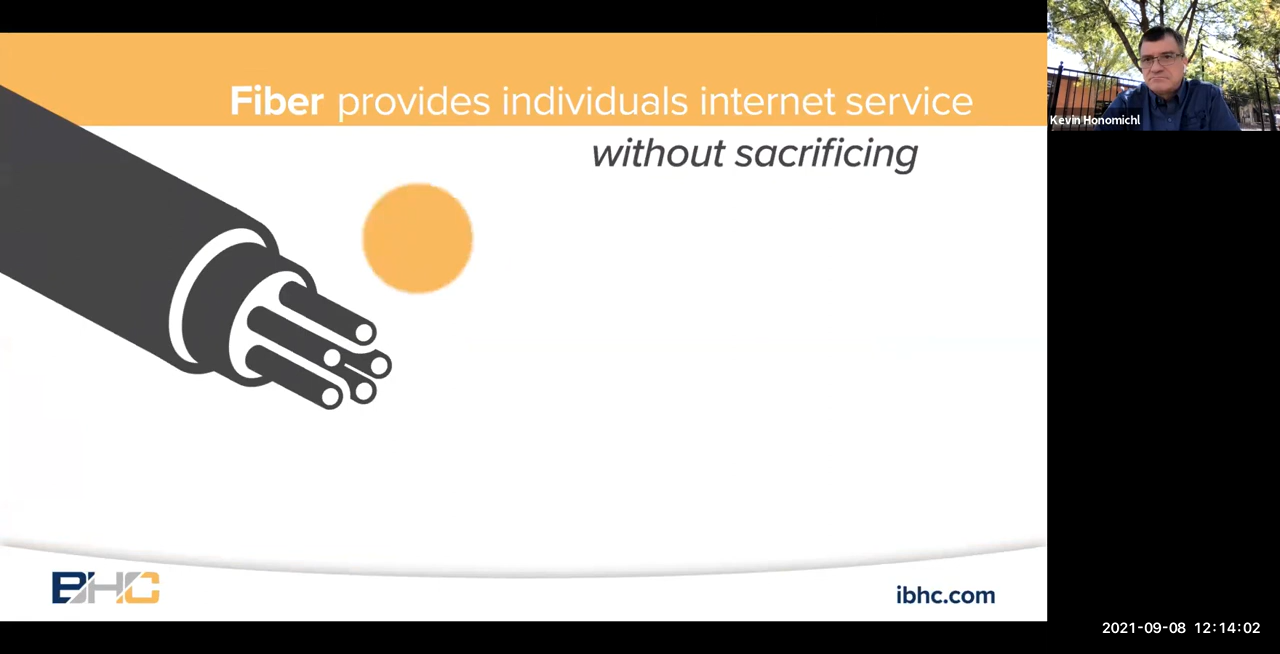 Fiber provides individuals internet service
without sacrificing
Kevin Honomichl
BHC
ibhc.com
2021-09-08 12:14:02